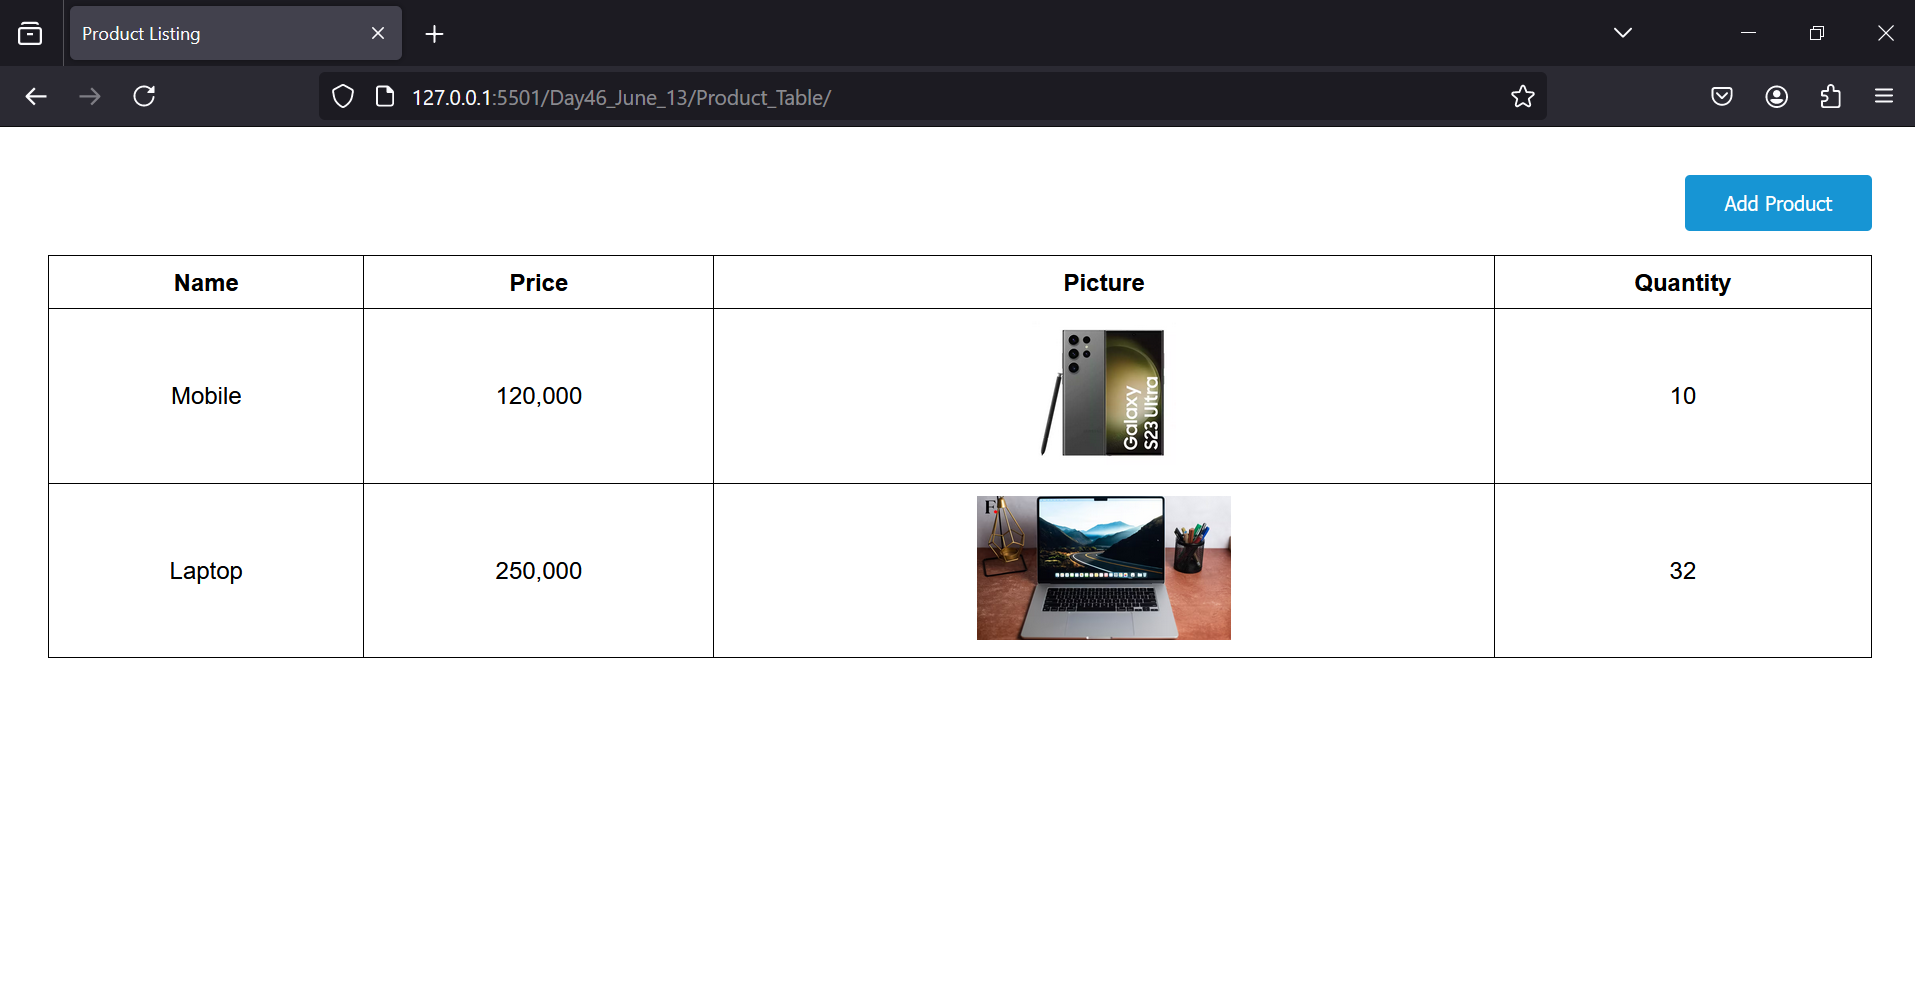 Product Listing
127.0.0.1:5501/Day46_June_13/Product_Table/
Add Product
Name Price Picture Quantity
Galaxy
S23 Ultra
Mobile 120,000 10
F.
Laptop 250,000 32